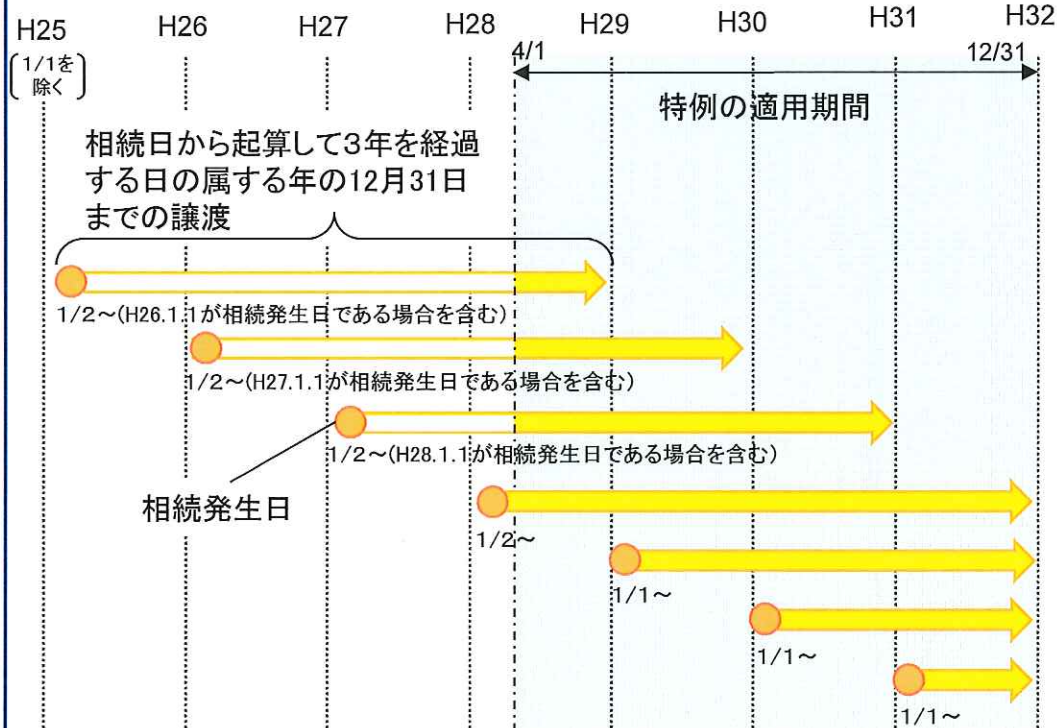 H25
H26
H27
H28
H29
H30
H31
H32
(1/1を
除く)
4/1
12/31
特例の適用期間
相続日から起算して3年を経過
する日の属する年の12月31日
までの譲渡
1/2～(H26.1.1が相続発生日である場合を含む)
1/2～(H27.1.1が相続発生日である場合を含む)
1/2～(H28.1.1が相続発生日である場合を含む)
相続発生日
1/2～
1/1～
1/1～
1/1～